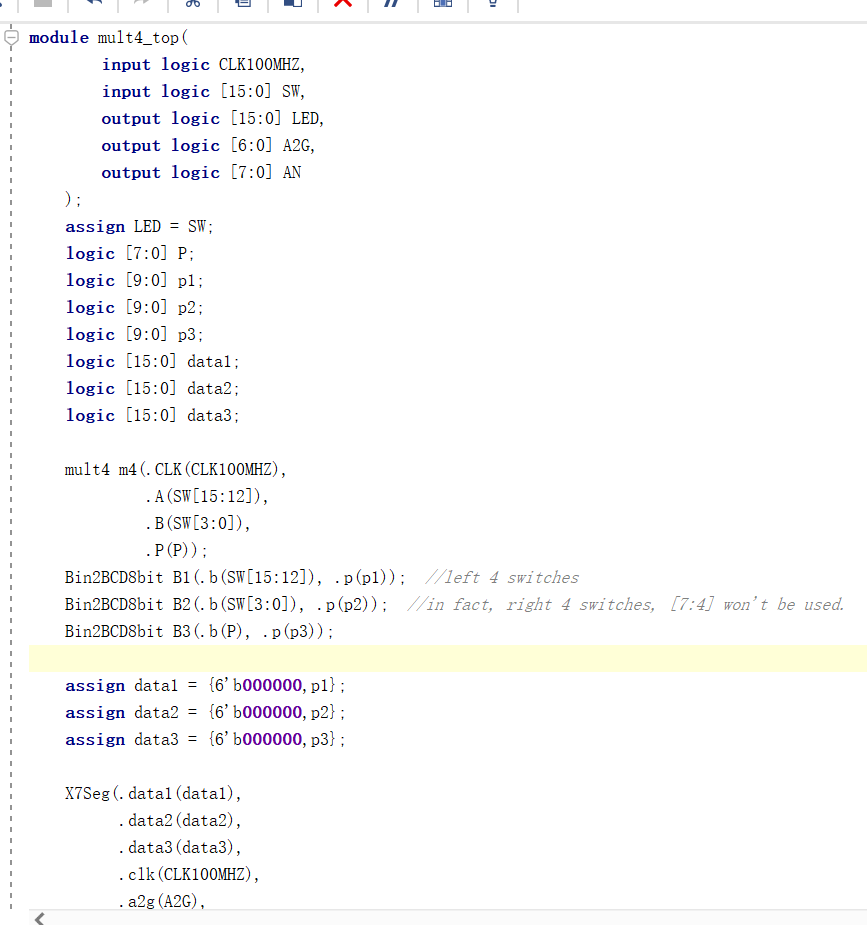 module mult4_top(
input logic CLK100MHZ,
input logic [15:0] SW,
output logic [15:0] LED,
output logic [6:0] A2G,
output logic [7:0] AN
);
assign LED = SW;
logic [7:0] P;
logic [9:0] p1;
logic [9:0] p2;
logic [9:0] p3;
logic [15:0] data1;
logic [15:0] data2;
logic [15:0] data3;
mult4 m4(.CLK(CLK100MHZ),
.A(SW[15:12]),
.B(SW[3:0]),
.P(P));
Bin2BCD8bit B1(.b(SW[15:12]), .p(p1));  //left 4 switches
Bin2BCD8bit B2(.b(SW[3:0]), .p(p2));  //in fact, right 4 switches, [7:4] won't be used.
Bin2BCD8bit B3(.b(P), .p(p3));
assign data1 = {6'b000000,p1};
assign data2 = {6'b000000,p2};
assign data3 = {6'b000000,p3};
X7Seg(.data1(data1),
.data2(data2),
.data3(data3),
.clk(CLK100MHZ),
.a2g(A2G),